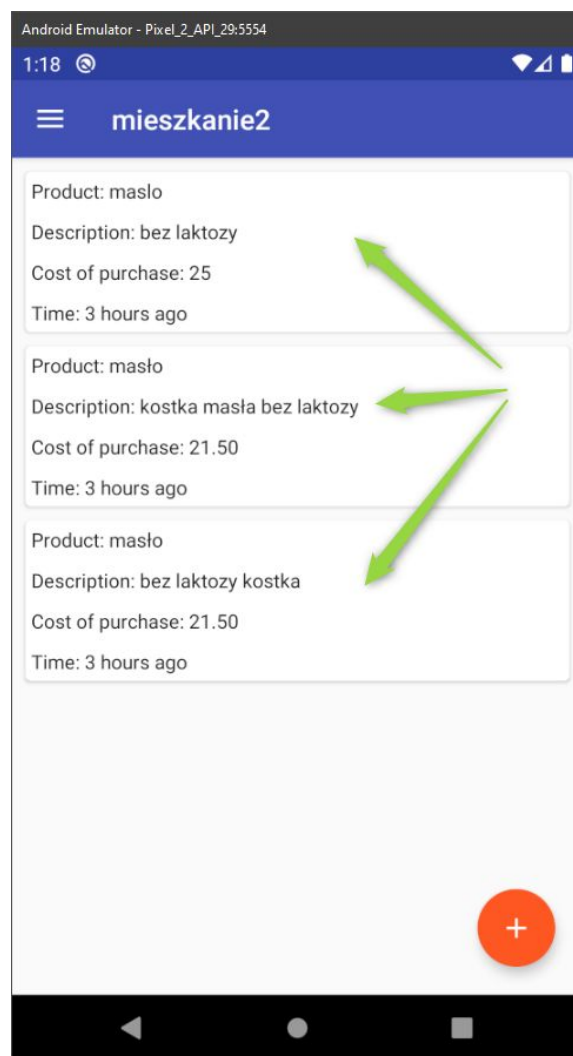 Android Emulator - Pixel_2_API_29:5554
1:18
mieszkanie2
Product: maslo
Description: bez laktozy
Cost of purchase: 25
Time: 3 hours ago
Product: masło
Description: kostka masła bez laktozy
Cost of purchase: 21.50
Time: 3 hours ago
Product: masło
Description: bez laktozy kostka
Cost of purchase: 21.50
Time: 3 hours ago
+